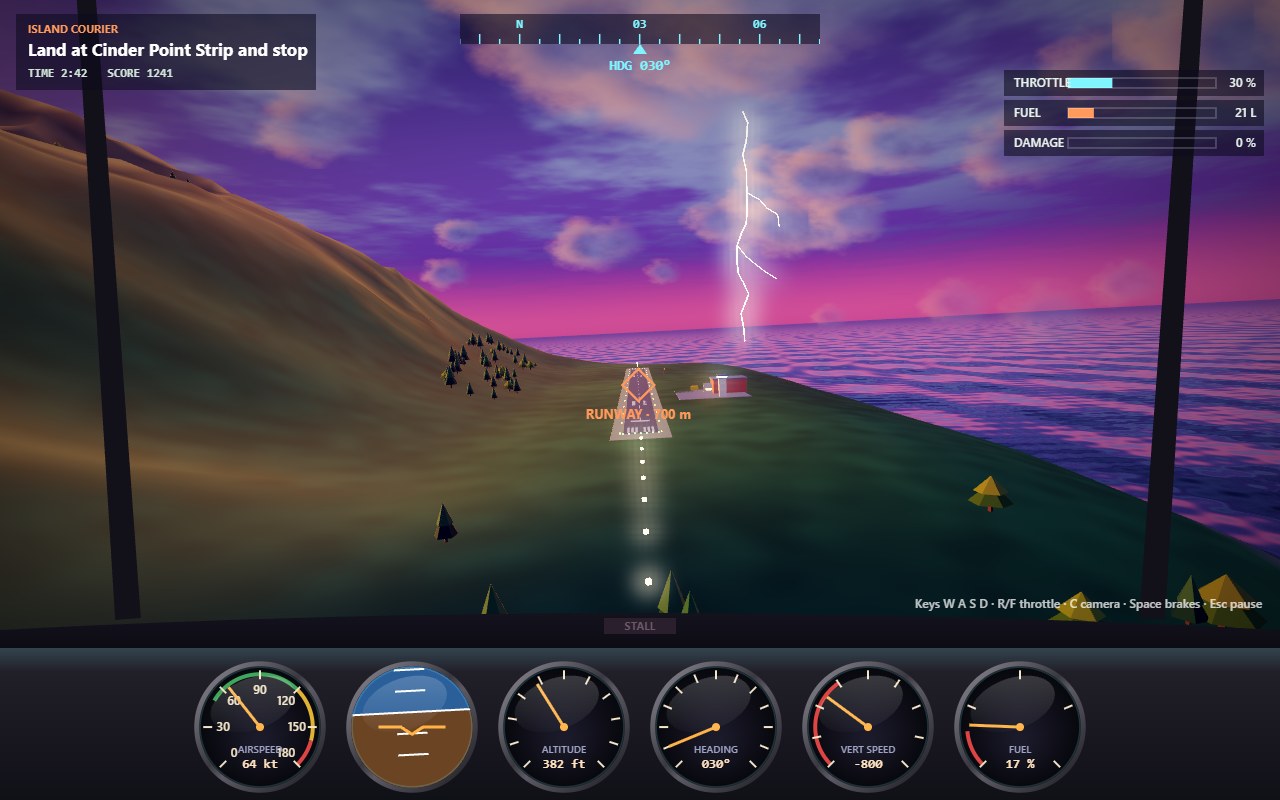 ISLAND COURIER
Land at Cinder Point Strip and stop
TIME 2:42 SCORE 1241
N 03 06
HDG 030°
THROTTLE 30 %
FUEL 21 L
DAMAGE 0 %
RUNWAY · 700 m
Keys W A S D · R/F throttle · C camera · Space brakes · Esc pause
STALL
0 30 60 90 120 150 180
AIRSPEED
64 kt
ALTITUDE
382 ft
HEADING
030°
VERT SPEED
-800
FUEL
17 %